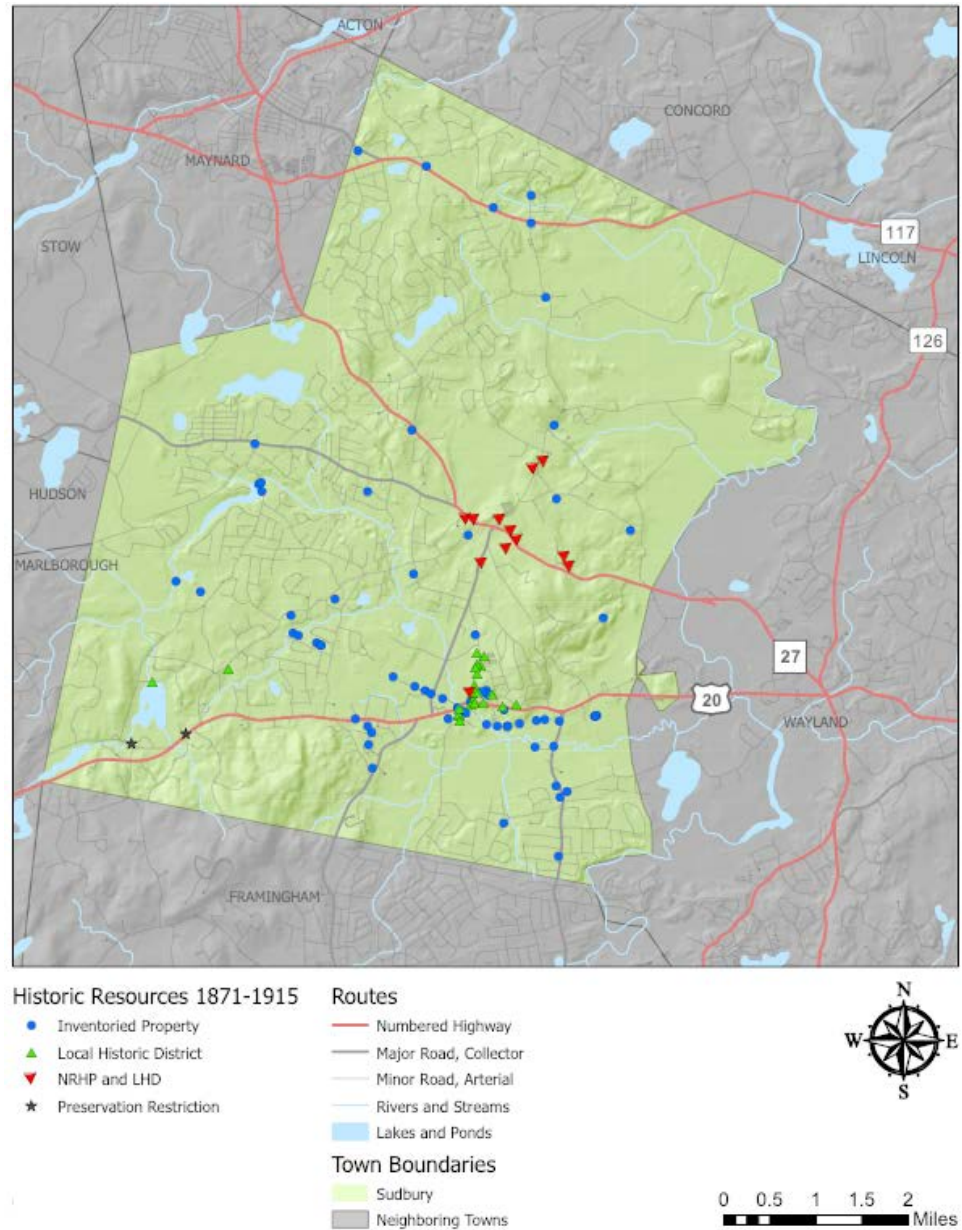 ACTON
CONCORD
MAYNARD
STOW
117
LINCOLN
126
HUDSON
MARLBOROUGH
27
20
WAYLAND
FRAMINGHAM
Historic Resources 1871-1915
Inventoried Property
Local Historic District
NRHP and LHD
Preservation Restriction
Routes
Numbered Highway
Major Road, Collector
Minor Road, Arterial
Rivers and Streams
Lakes and Ponds
Town Boundaries
Sudbury
Neighboring Towns
N
W E
S
0 0.5 1 1.5 2
Miles